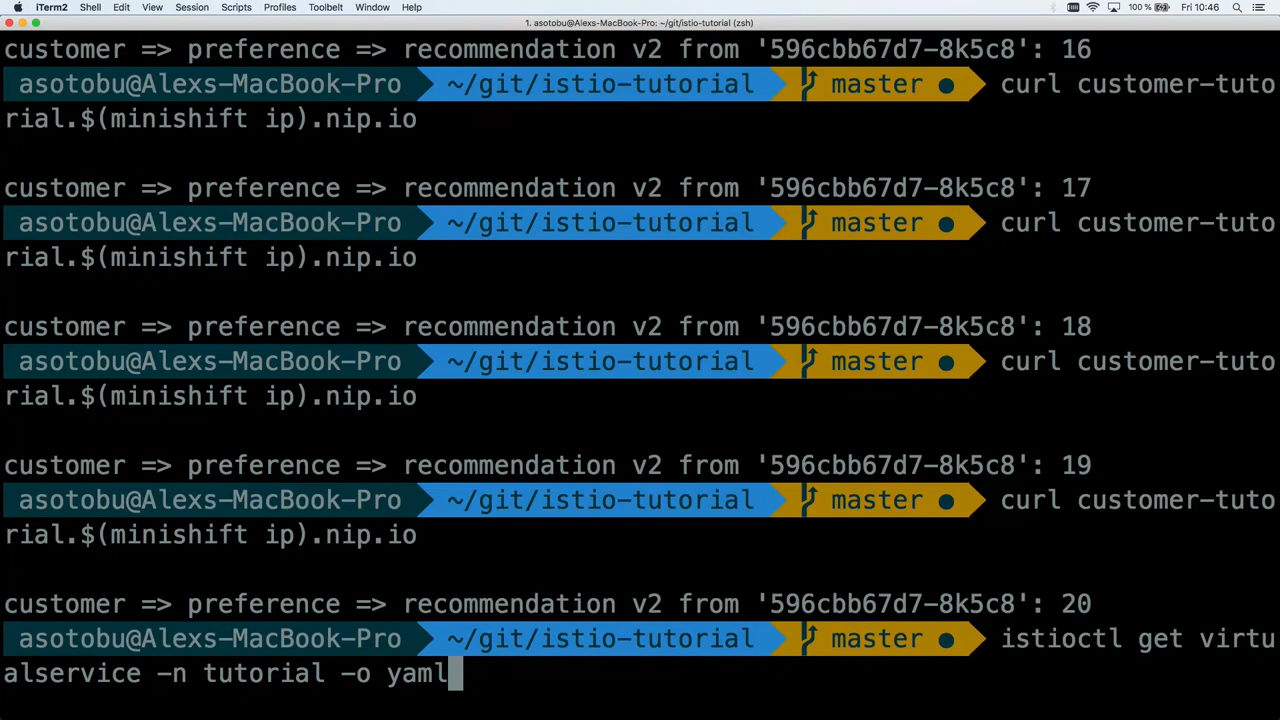 iTerm2 Shell Edit View Session Scripts Profiles Toolbelt Window Help 100 % Fri 10:46
1. asotobu@Alexs-MacBook-Pro: ~/git/istio-tutorial (zsh)
customer => preference => recommendation v2 from '596cbb67d7-8k5c8': 16
asotobu@Alexs-MacBook-Pro ~/git/istio-tutorial master ● curl customer-tuto
rial.$(minishift ip).nip.io
customer => preference => recommendation v2 from '596cbb67d7-8k5c8': 17
asotobu@Alexs-MacBook-Pro ~/git/istio-tutorial master ● curl customer-tuto
rial.$(minishift ip).nip.io
customer => preference => recommendation v2 from '596cbb67d7-8k5c8': 18
asotobu@Alexs-MacBook-Pro ~/git/istio-tutorial master ● curl customer-tuto
rial.$(minishift ip).nip.io
customer => preference => recommendation v2 from '596cbb67d7-8k5c8': 19
asotobu@Alexs-MacBook-Pro ~/git/istio-tutorial master ● curl customer-tuto
rial.$(minishift ip).nip.io
customer => preference => recommendation v2 from '596cbb67d7-8k5c8': 20
asotobu@Alexs-MacBook-Pro ~/git/istio-tutorial master ● istioctl get virtu
alservice -n tutorial -o yaml